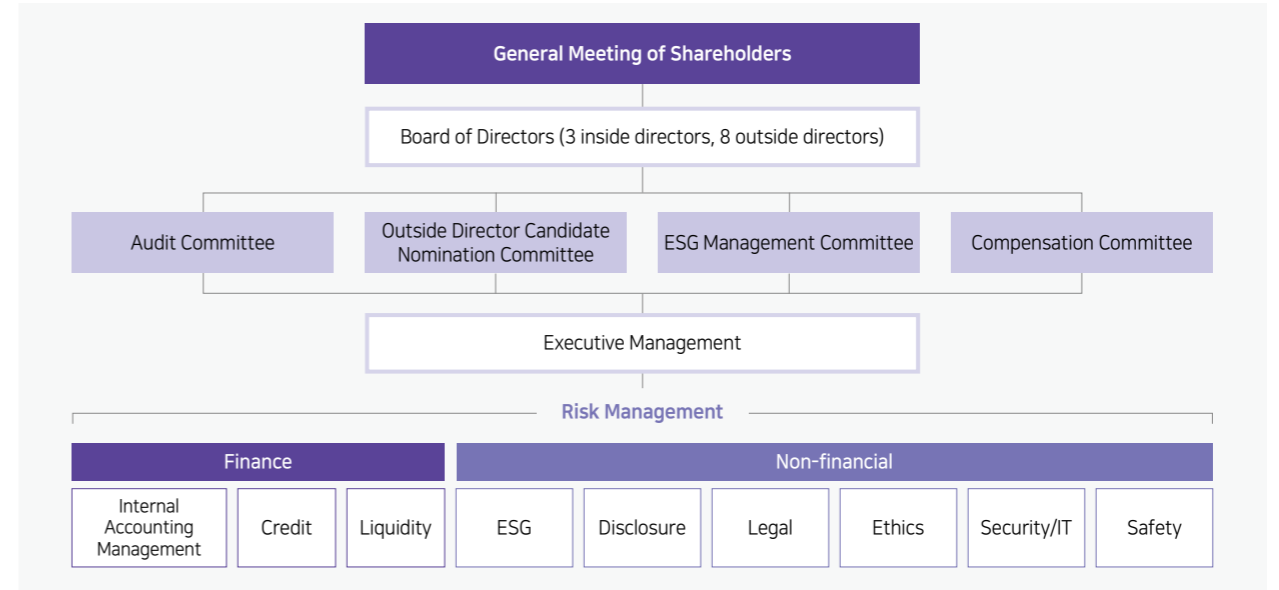 General Meeting of Shareholders
Board of Directors (3 inside directors, 8 outside directors)
Audit Committee
Outside Director Candidate
Nomination Committee
ESG Management Committee
Compensation Committee
Executive Management
Risk Management
Finance
Non-financial
Internal
Accounting
Management
Credit
Liquidity
ESG
Disclosure
Legal
Ethics
Security/IT
Safety